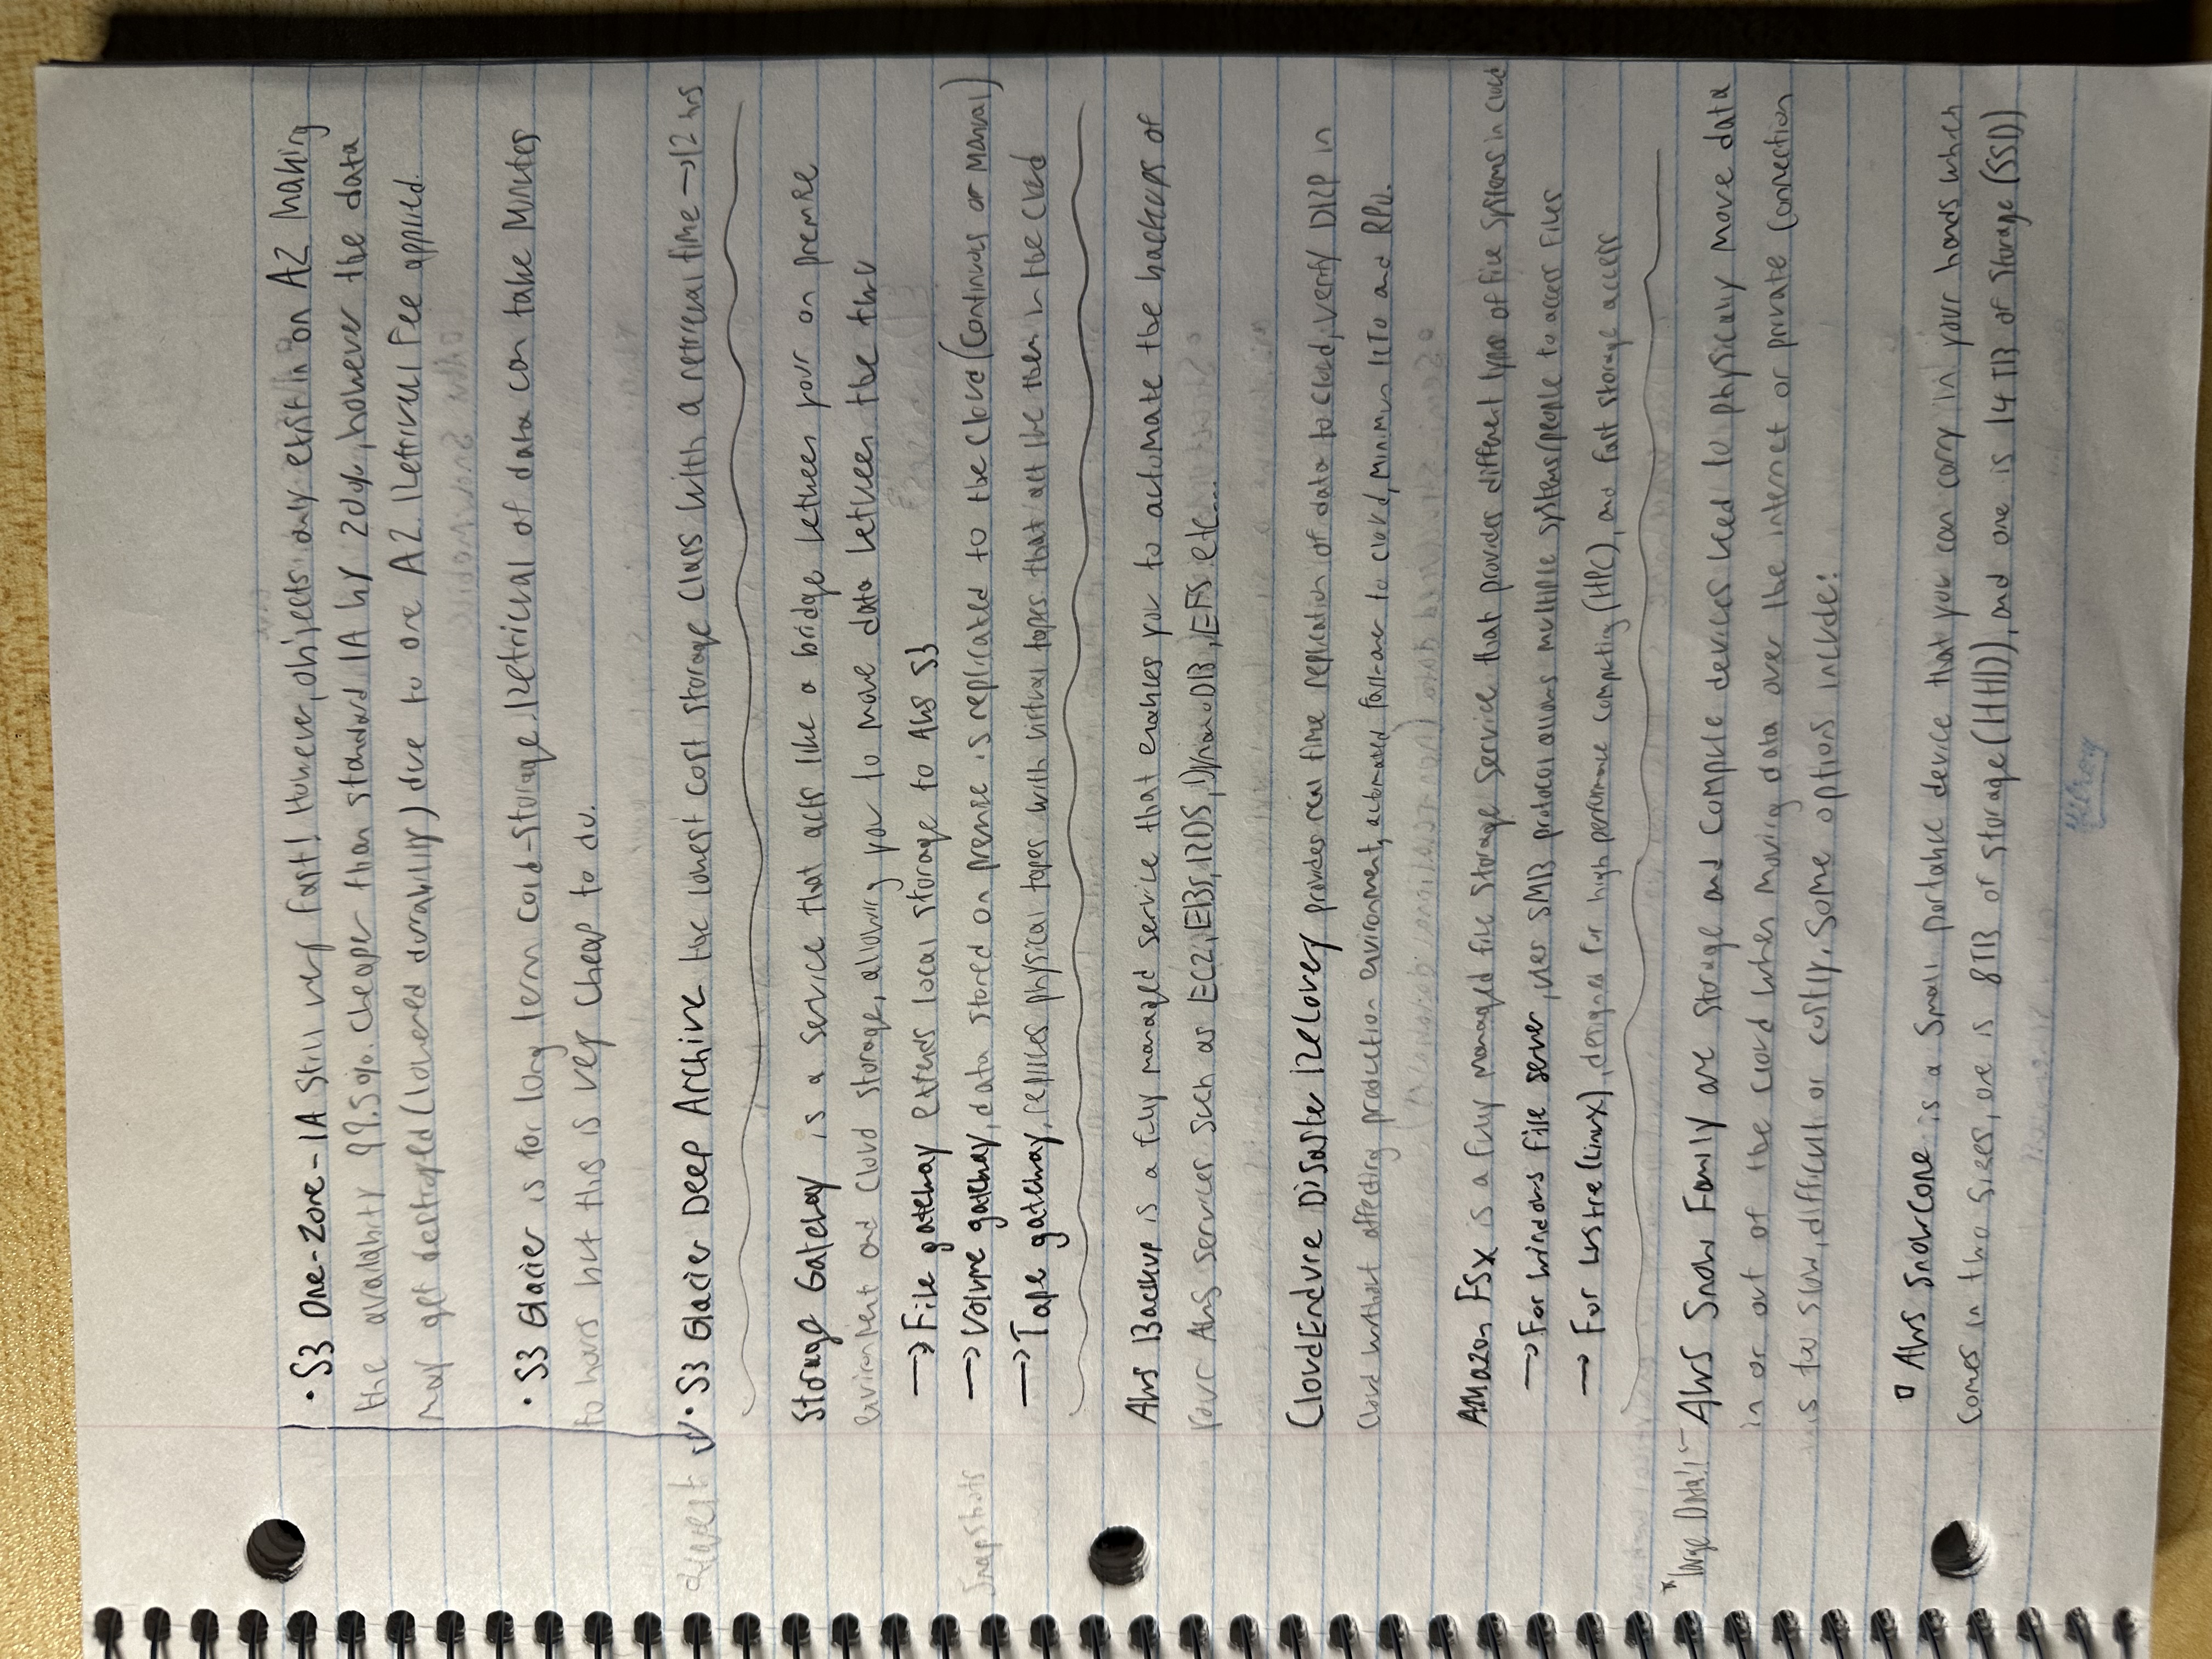 • S3 One-Zone-IA Still very fast! However, objects only exist in on AZ Making
the availability 99.5%. Cheaper than standard IA by 20%, however the data
may get destroyed (lowered durability) due to one AZ. Retrieval Fee applied.
• S3 Glacier is for long term cold-storage. Retrieval of data can take Minutes
to hours but this is very cheap to do.
• S3 Glacier Deep Archive the lowest cost storage class with a retrieval time → 12 hrs
Storage Gateway is a service that acts like a bridge between your on premise
environment and cloud storage, allowing you to move data between the two
→ File gateway extends local storage to AWS S3
Snapshots
→ Volume gateway, data stored on premise is replicated to the cloud (Continuous or Manual)
→ Tape gateway, replaces physical tapes with virtual tapes that act like them in the cloud
AWS Backup is a fully managed service that enables you to automate the backups of
your AWS services such as EC2, EBS, RDS, DynamoDB, EFS etc...
CloudEndure Disaster Recovery provides real time replication of data to cloud, verify DRP in
cloud without affecting production environment, automated fail-over to cloud, minimum RTO and RPO.
Amazon FSx is a fully managed file storage service that provides different types of file systems in cloud
→ For windows file server, uses SMB protocol allows multiple systems/people to access files
→ For Lustre (Linux), designed for high performance computing (HPC), and fast storage access
*large Data!!
AWS Snow Family are storage and compute devices used to physically move data
in or out of the cloud when moving data over the internet or private connection
is too slow, difficult or costly. Some options include:
▫ AWS Snowcone is a small portable device that you can carry in your hands which
comes in two sizes, one is 8TB of storage (HHD), and one is 14 TB of storage (SSD)
Hilroy